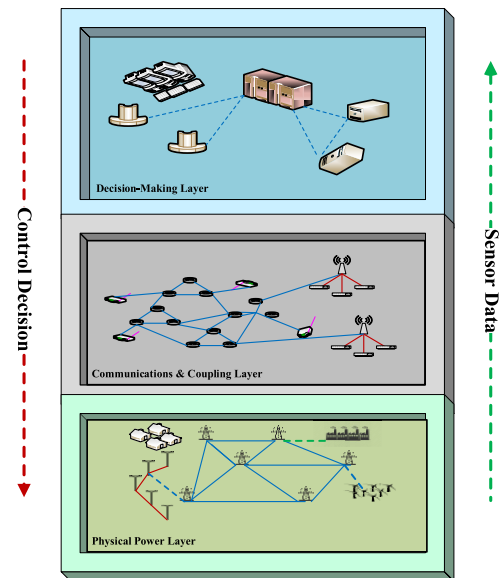 Control Decision
Decision-Making Layer
Communications & Coupling Layer
Physical Power Layer
Sensor Data